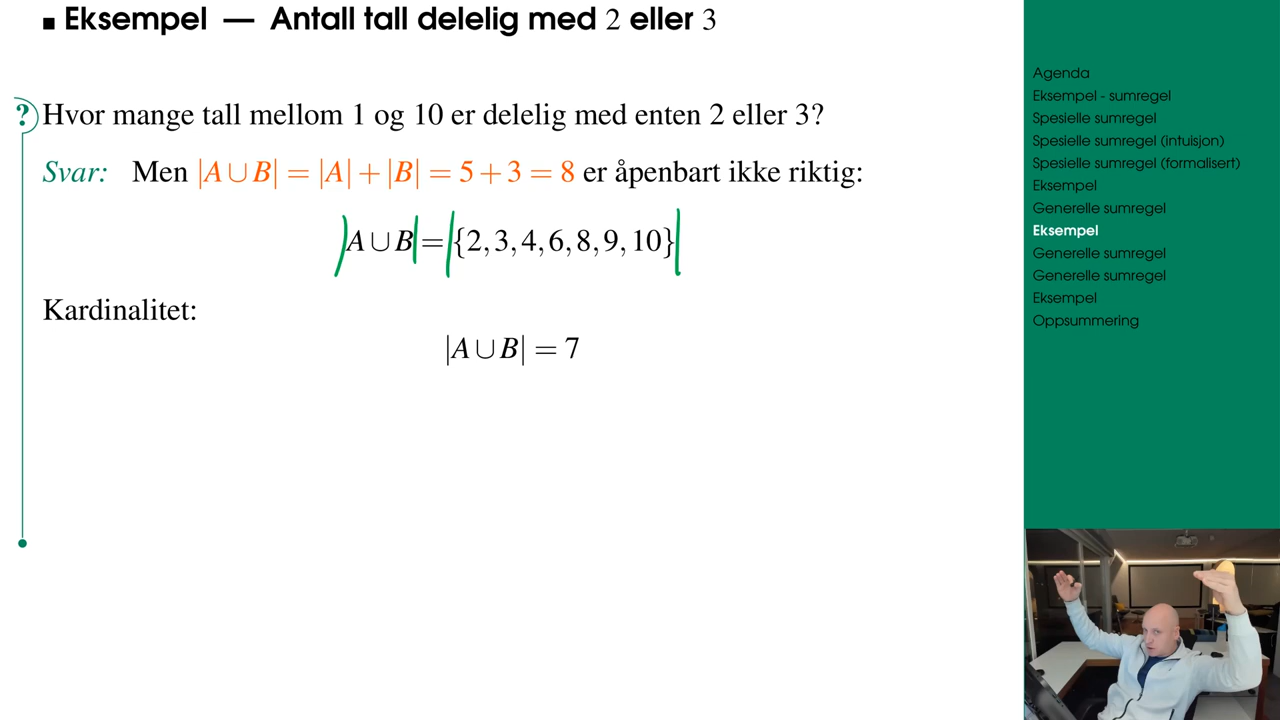 Eksempel — Antall tall delelig med 2 eller 3
? Hvor mange tall mellom 1 og 10 er delelig med enten 2 eller 3?
Svar: Men |A ∪ B| = |A| + |B| = 5 + 3 = 8 er åpenbart ikke riktig:
|A ∪ B| = |{2, 3, 4, 6, 8, 9, 10}|
Kardinalitet:
|A ∪ B| = 7
Agenda
Eksempel - sumregel
Spesielle sumregel
Spesielle sumregel (intuisjon)
Spesielle sumregel (formalisert)
Eksempel
Generelle sumregel
Eksempel
Generelle sumregel
Generelle sumregel
Eksempel
Oppsummering